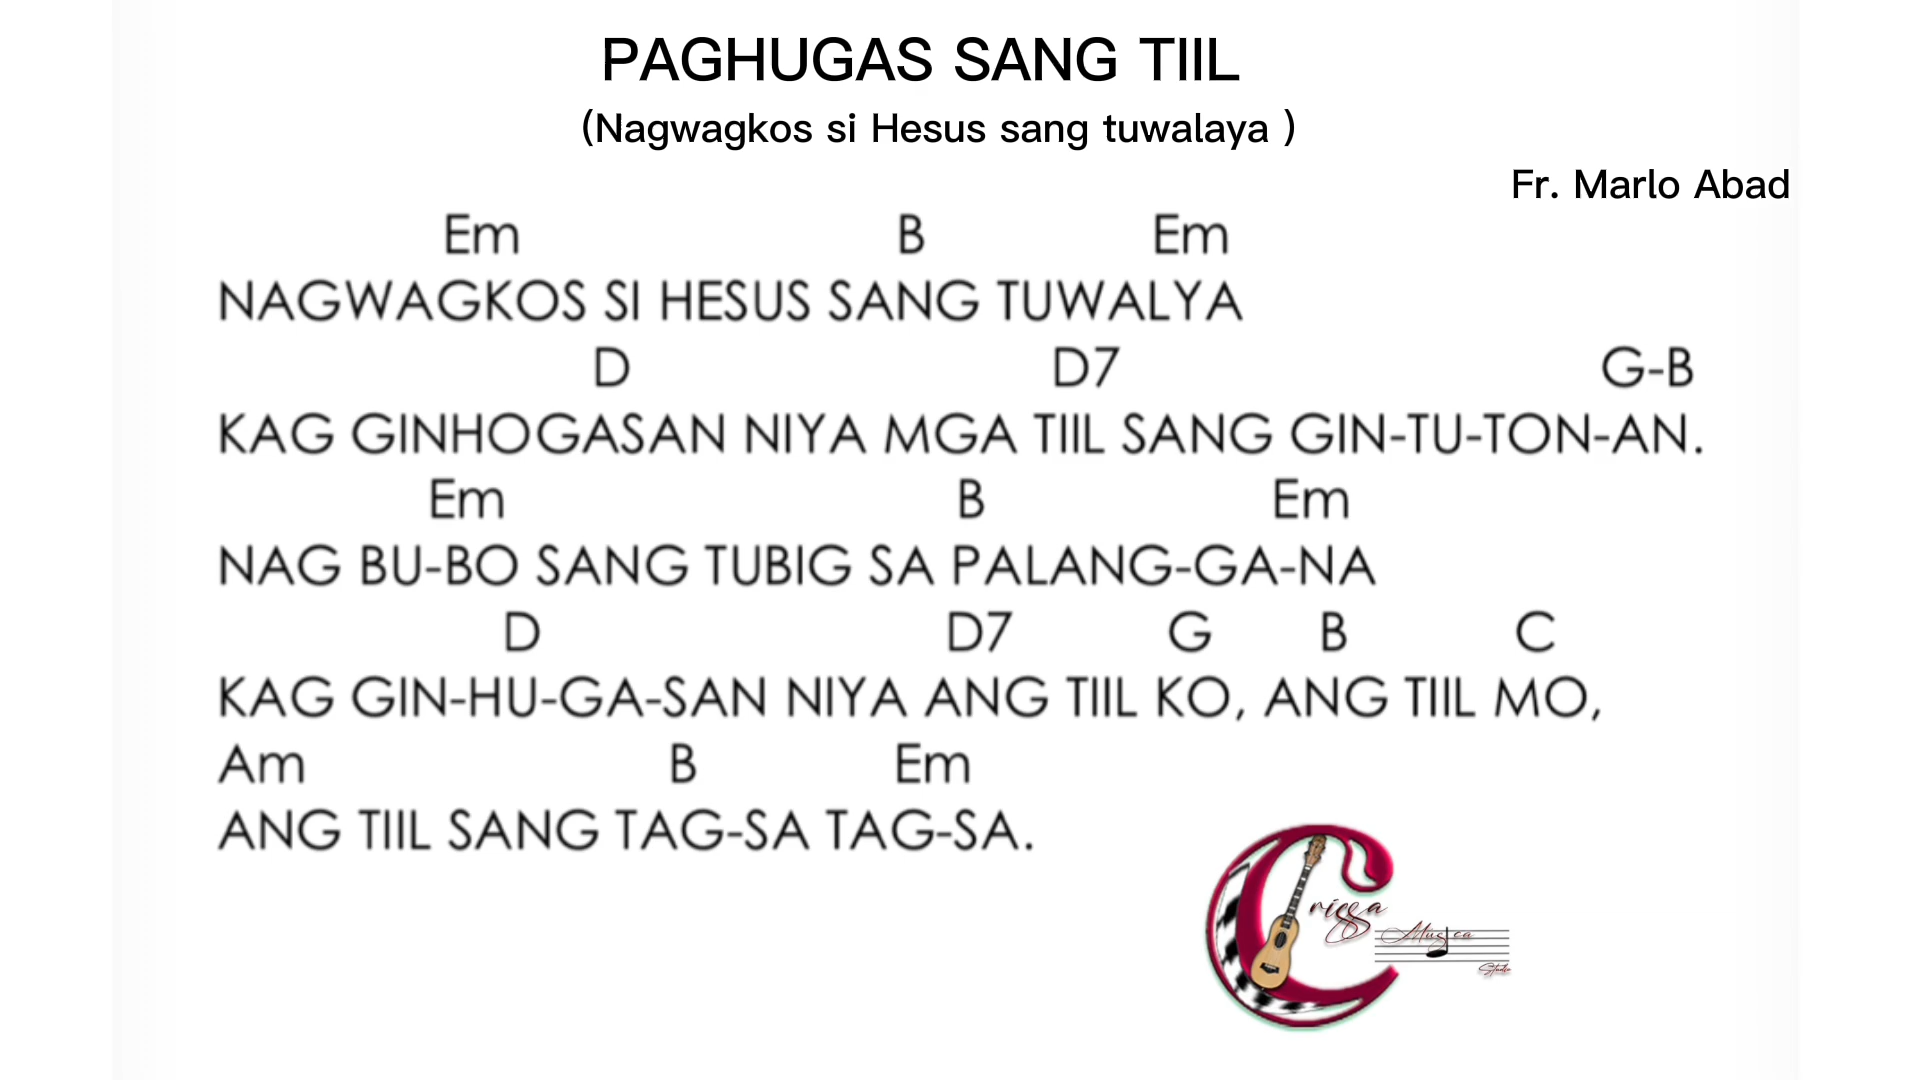 PAGHUGAS SANG TIIL
(Nagwagkos si Hesus sang tuwalaya )
Fr. Marlo Abad
Em B Em
NAGWAGKOS SI HESUS SANG TUWALYA
D D7 G-B
KAG GINHOGASAN NIYA MGA TIIL SANG GIN-TU-TON-AN.
Em B Em
NAG BU-BO SANG TUBIG SA PALANG-GA-NA
D D7 G B C
KAG GIN-HU-GA-SAN NIYA ANG TIIL KO, ANG TIIL MO,
Am B Em
ANG TIIL SANG TAG-SA TAG-SA.
Crissa
Musica
Studio